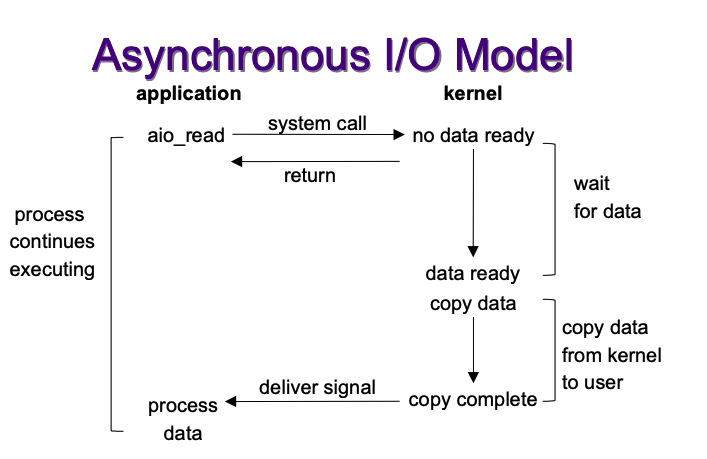 Asynchronous I/O Model
application
kernel
aio_read
system call
no data ready
return
process
continues
executing
wait
for data
data ready
copy data
copy data
from kernel
to user
deliver signal
copy complete
process
data